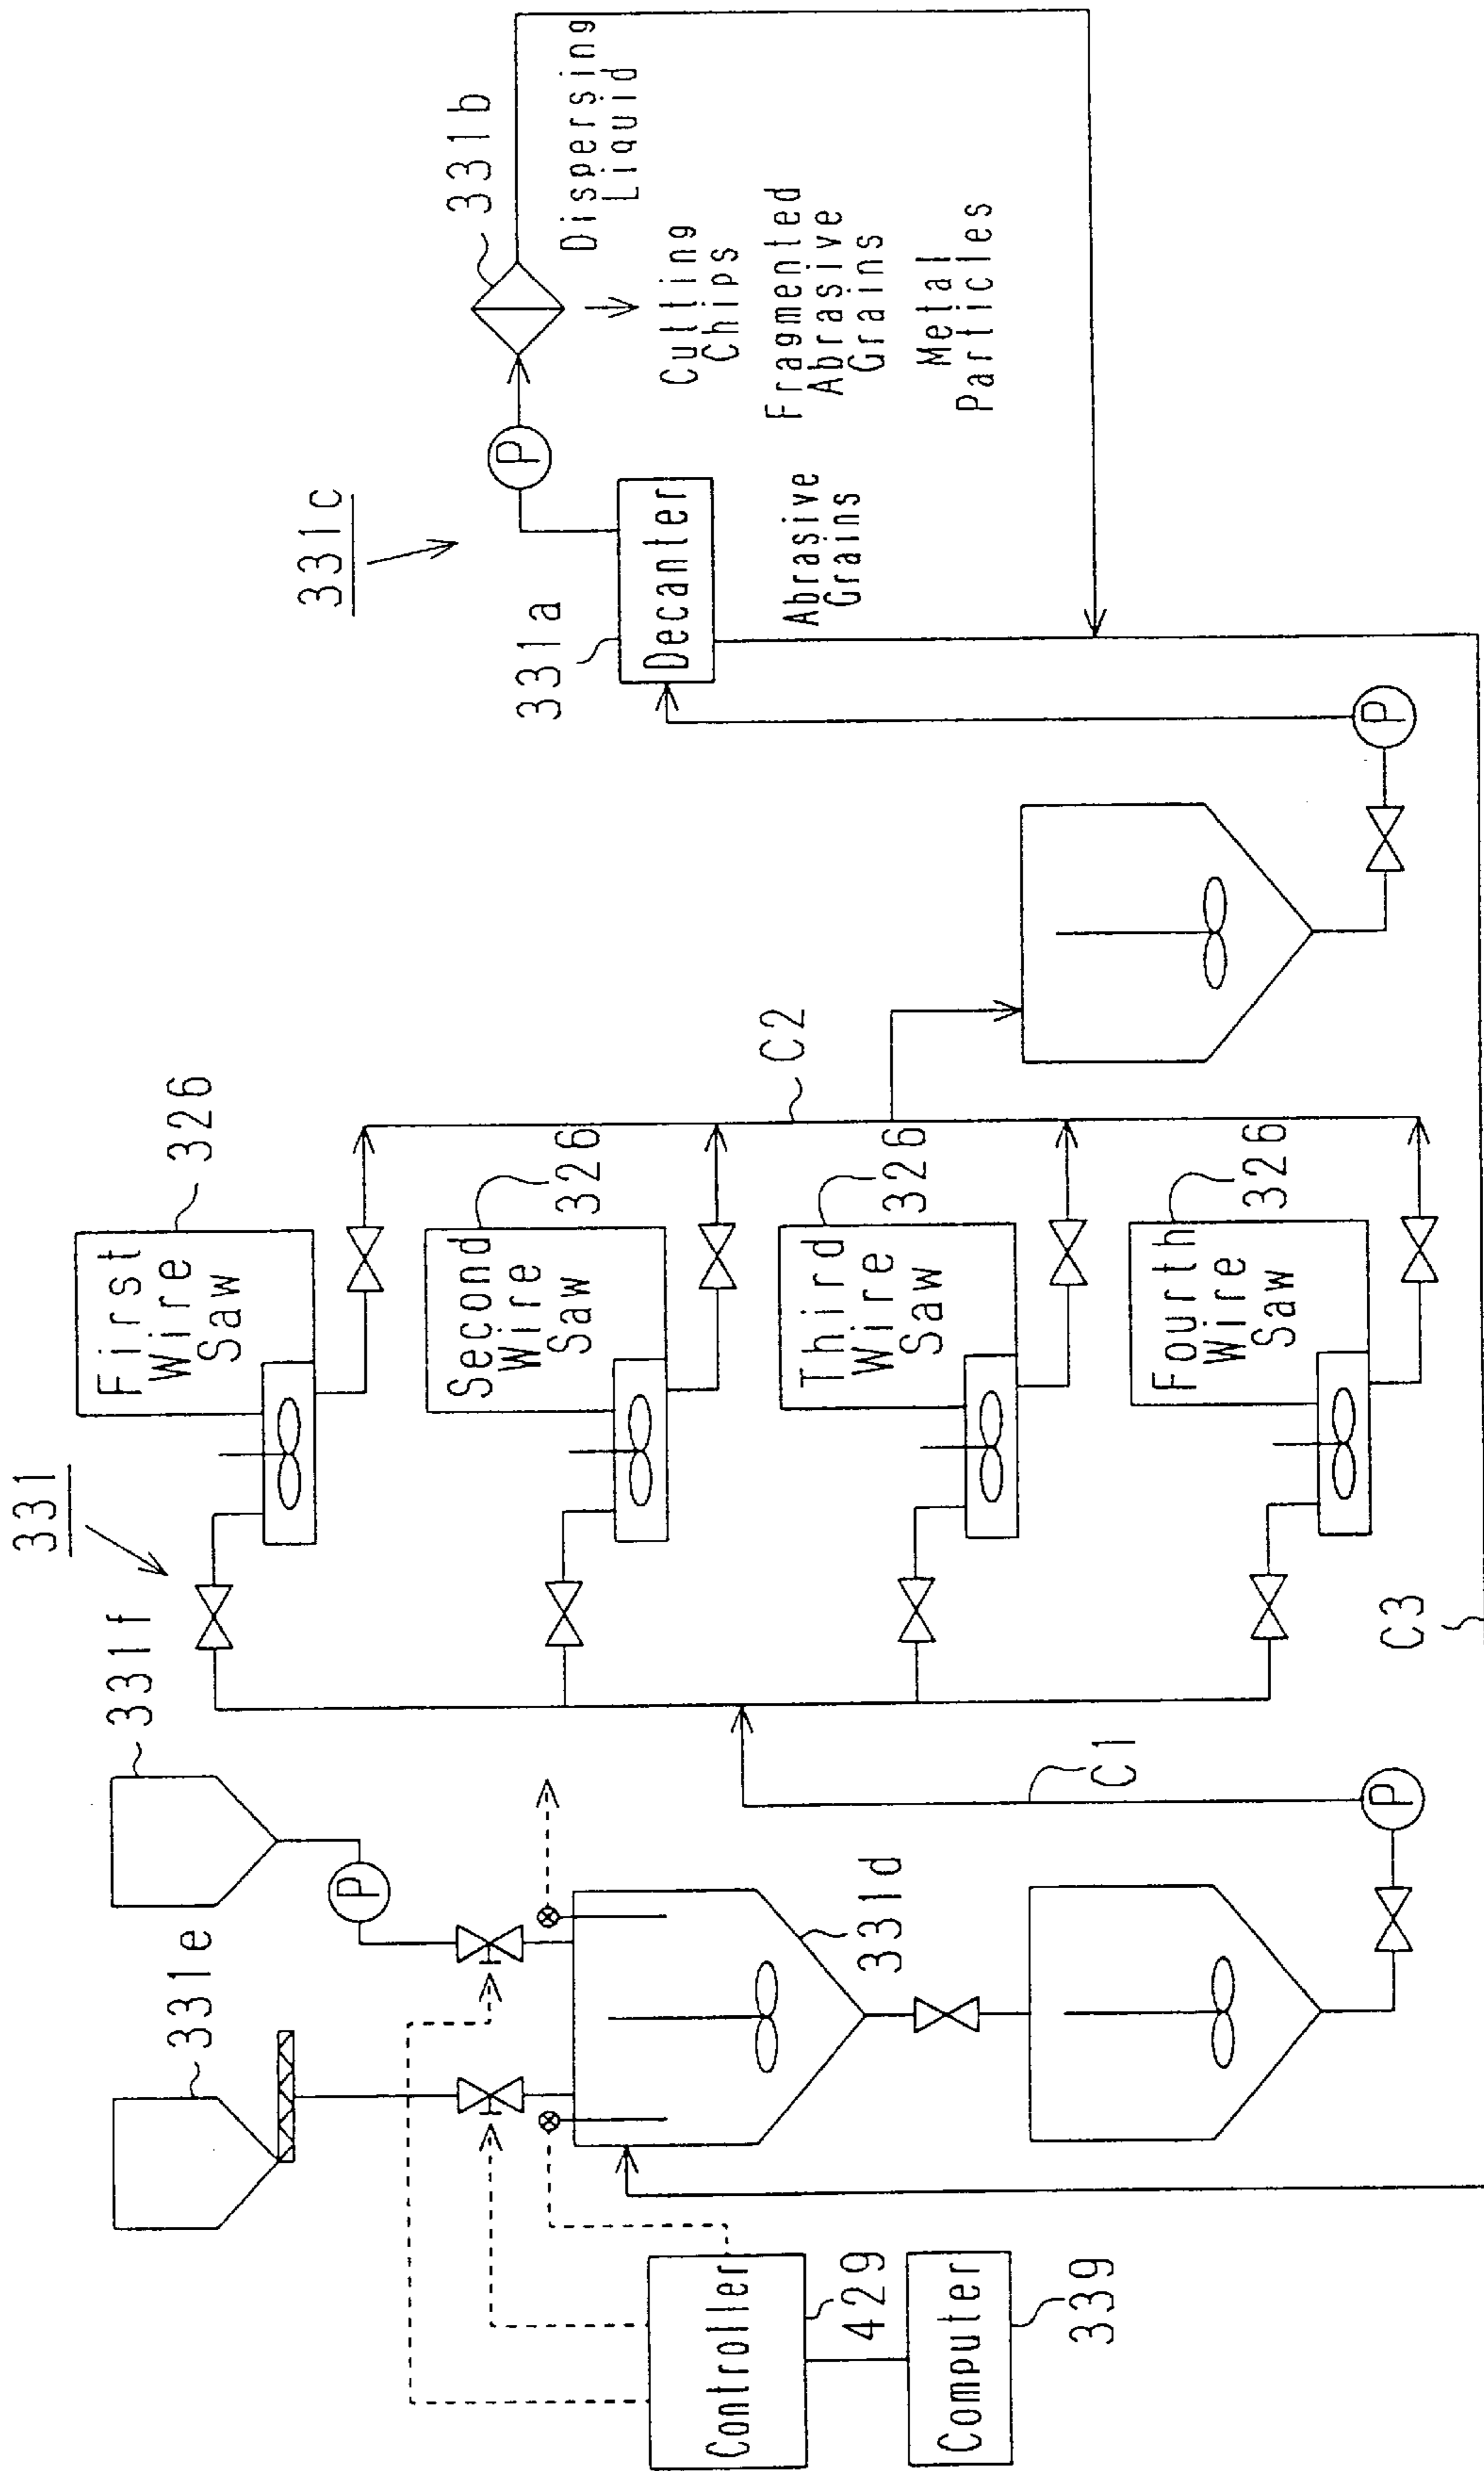 331
331e
331f
First
Wire
Saw
326
331c
331b
Second
Wire
Saw
326
331a
Decanter
Dispersing
Liquid
Cutting
Chips
Fragmented
Abrasive
Grains
Metal
Particles
Abrasive
Grains
P
P
Controller
429
Computer
339
331d
C2
Third
Wire
Saw
326
C1
Fourth
Wire
Saw
326
P
P
C3